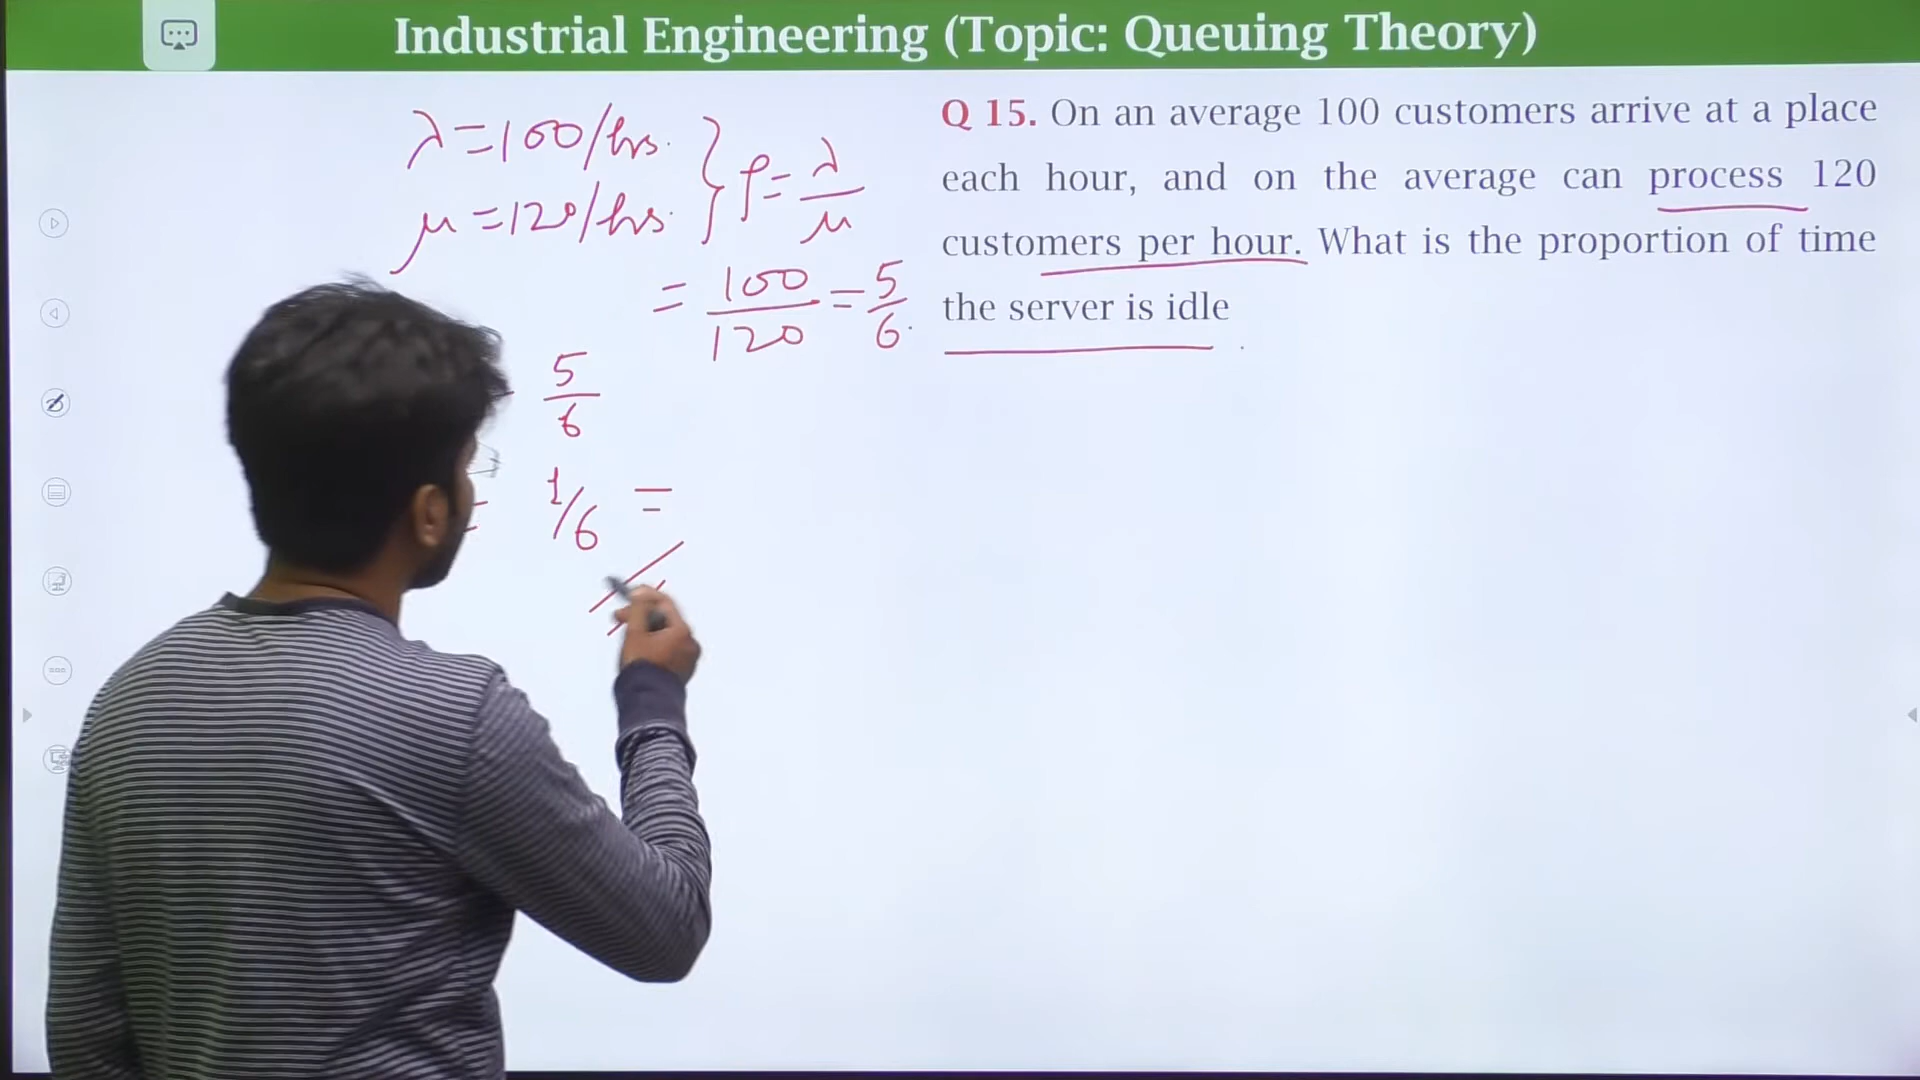 Industrial Engineering (Topic: Queuing Theory)
λ=100/hrs.
μ=120/hrs.
} ρ= λ/μ
= 100/120 = 5/6.
5/6
= 1/6 =
Q 15. On an average 100 customers arrive at a place
each hour, and on the average can process 120
customers per hour. What is the proportion of time
the server is idle